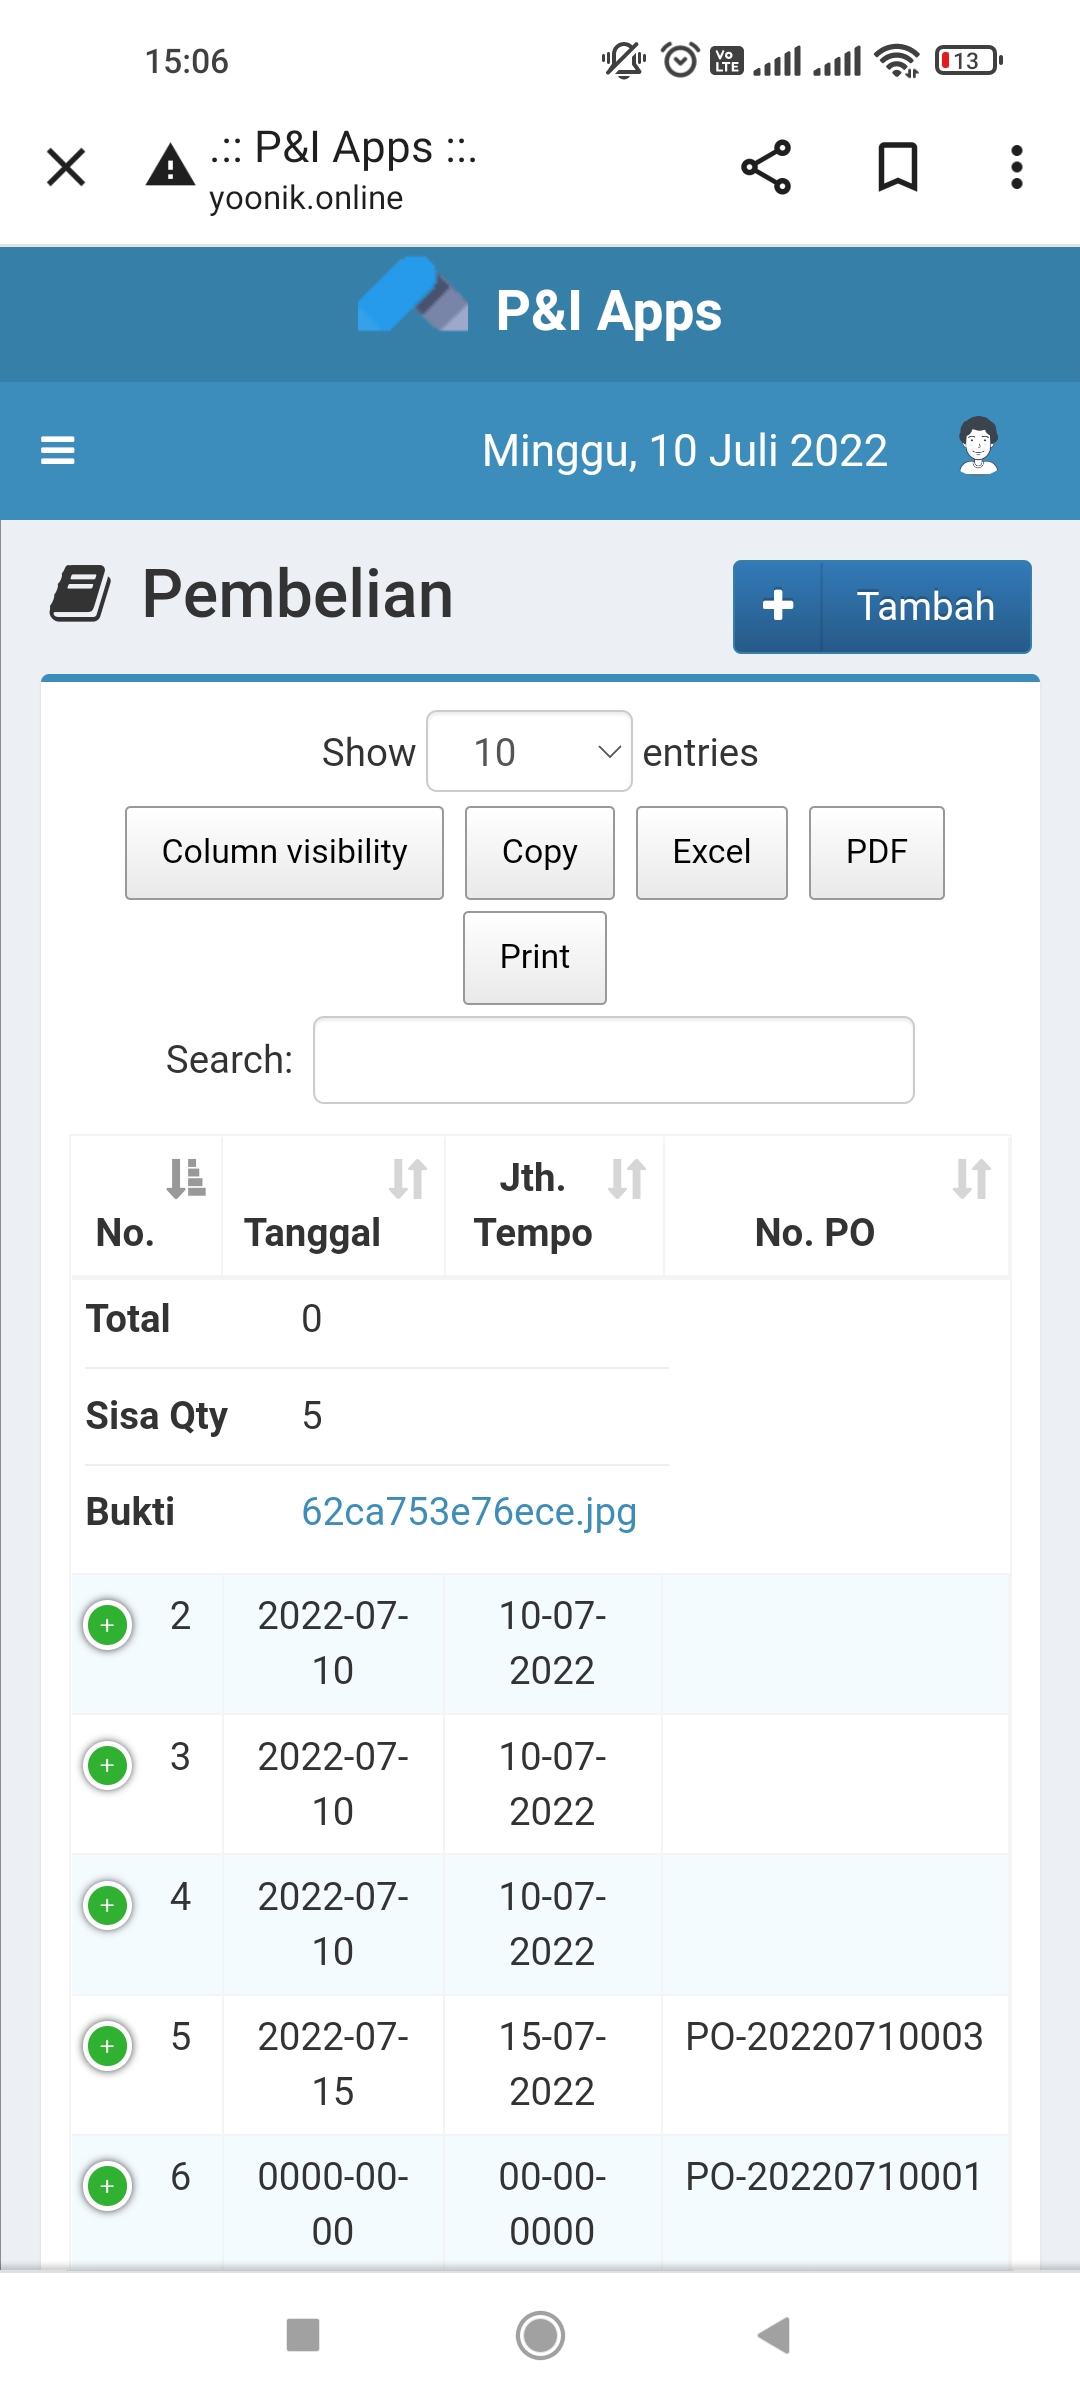 15:06
Vo LTE
13
.:: P&I Apps ::.
yoonik.online
P&I Apps
Minggu, 10 Juli 2022
Pembelian
Tambah
Show 10 entries
Column visibility Copy Excel PDF
Print
Search:
No. Tanggal Jth. Tempo No. PO
Total 0
Sisa Qty 5
Bukti 62ca753e76ece.jpg
2 2022-07-10 10-07-2022
3 2022-07-10 10-07-2022
4 2022-07-10 10-07-2022
5 2022-07-15 15-07-2022 PO-20220710003
6 0000-00-00 00-00-0000 PO-20220710001